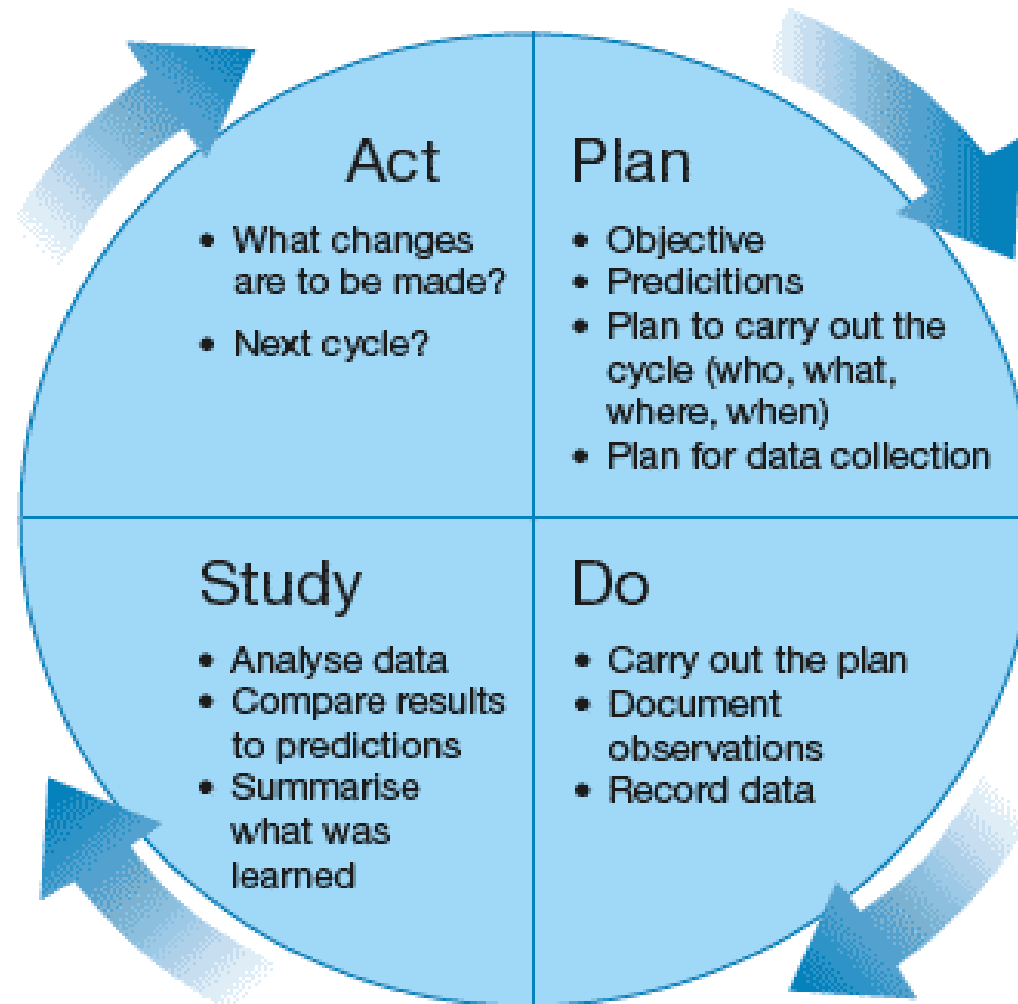 Act
• What changes
are to be made?
• Next cycle?
Plan
• Objective
• Predicitions
• Plan to carry out the
cycle (who, what,
where, when)
• Plan for data collection
Study
• Analyse data
• Compare results
to predictions
• Summarise
what was
learned
Do
• Carry out the plan
• Document
observations
• Record data